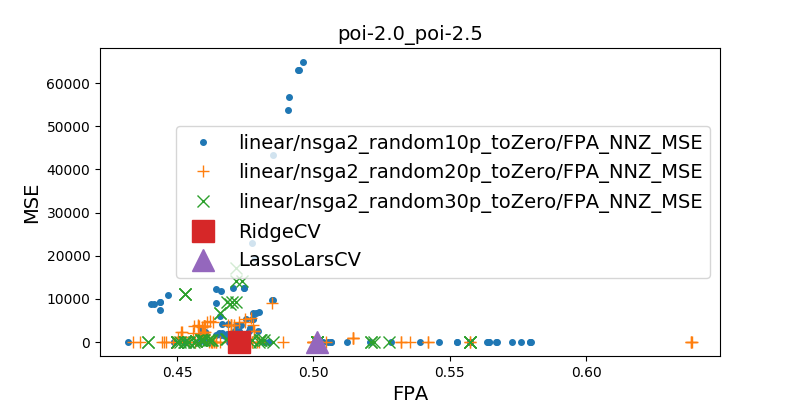 poi-2.0_poi-2.5
MSE
60000
50000
40000
30000
20000
10000
0
linear/nsga2_random10p_toZero/FPA_NNZ_MSE
linear/nsga2_random20p_toZero/FPA_NNZ_MSE
linear/nsga2_random30p_toZero/FPA_NNZ_MSE
RidgeCV
LassoLarsCV
0.45 0.50 0.55 0.60
FPA